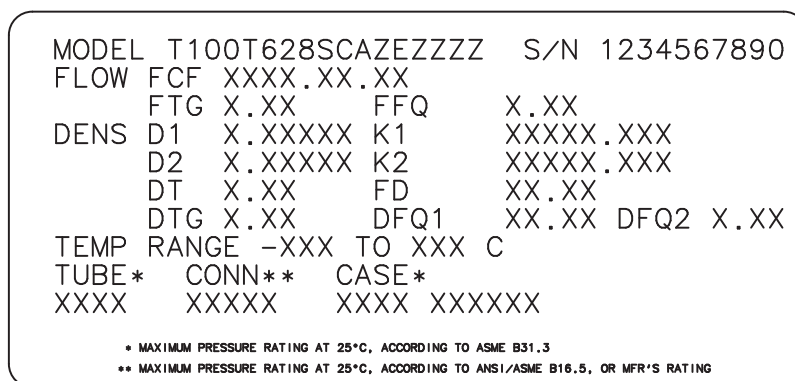 MODEL T100T628SCAZEZZZZ S/N 1234567890
FLOW FCF XXXX.XX.XX
FTG X.XX FFQ X.XX
DENS D1 X.XXXXX K1 XXXXX.XXX
D2 X.XXXXX K2 XXXXX.XXX
DT X.XX FD XX.XX
DTG X.XX DFQ1 XX.XX DFQ2 X.XX
TEMP RANGE -XXX TO XXX C
TUBE* CONN** CASE*
XXXX XXXXX XXXX XXXXXX
* MAXIMUM PRESSURE RATING AT 25°C, ACCORDING TO ASME B31.3
** MAXIMUM PRESSURE RATING AT 25°C, ACCORDING TO ANSI/ASME B16.5, OR MFR'S RATING